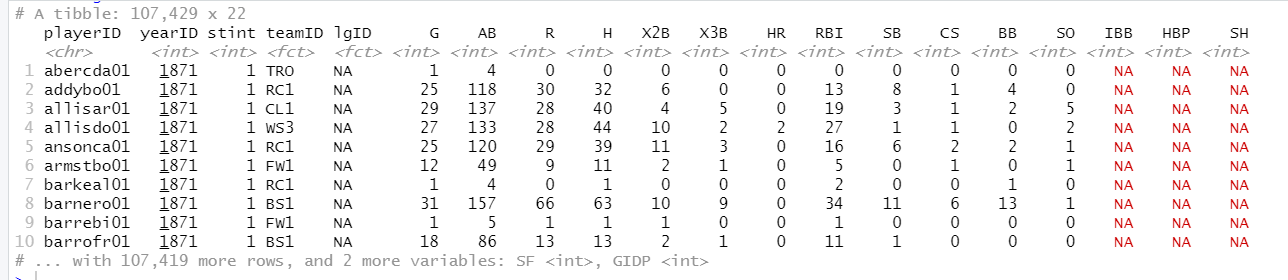 # A tibble: 107,429 x 22
playerID yearID stint teamID lgID G AB R H X2B X3B HR RBI SB CS BB SO IBB HBP SH
<chr> <int> <int> <fct> <fct> <int> <int> <int> <int> <int> <int> <int> <int> <int> <int> <int> <int> <int> <int> <int>
1 abercda01 1871 1 TRO NA 1 4 0 0 0 0 0 0 0 0 0 0 NA NA NA
2 addybo01 1871 1 RC1 NA 25 118 30 32 6 0 0 13 8 1 4 0 NA NA NA
3 allisar01 1871 1 CL1 NA 29 137 28 40 4 5 0 19 3 1 2 5 NA NA NA
4 allisdo01 1871 1 WS3 NA 27 133 28 44 10 2 2 27 1 1 0 2 NA NA NA
5 ansonca01 1871 1 RC1 NA 25 120 29 39 11 3 0 16 6 2 2 1 NA NA NA
6 armstbo01 1871 1 FW1 NA 12 49 9 11 2 1 0 5 0 1 0 1 NA NA NA
7 barkeal01 1871 1 RC1 NA 1 4 0 1 0 0 0 2 0 0 1 0 NA NA NA
8 barnero01 1871 1 BS1 NA 31 157 66 63 10 9 0 34 11 6 13 1 NA NA NA
9 barrebi01 1871 1 FW1 NA 1 5 1 1 1 0 0 1 0 0 0 0 NA NA NA
10 barrofr01 1871 1 BS1 NA 18 86 13 13 2 1 0 11 1 0 0 0 NA NA NA
# ... with 107,419 more rows, and 2 more variables: SF <int>, GIDP <int>